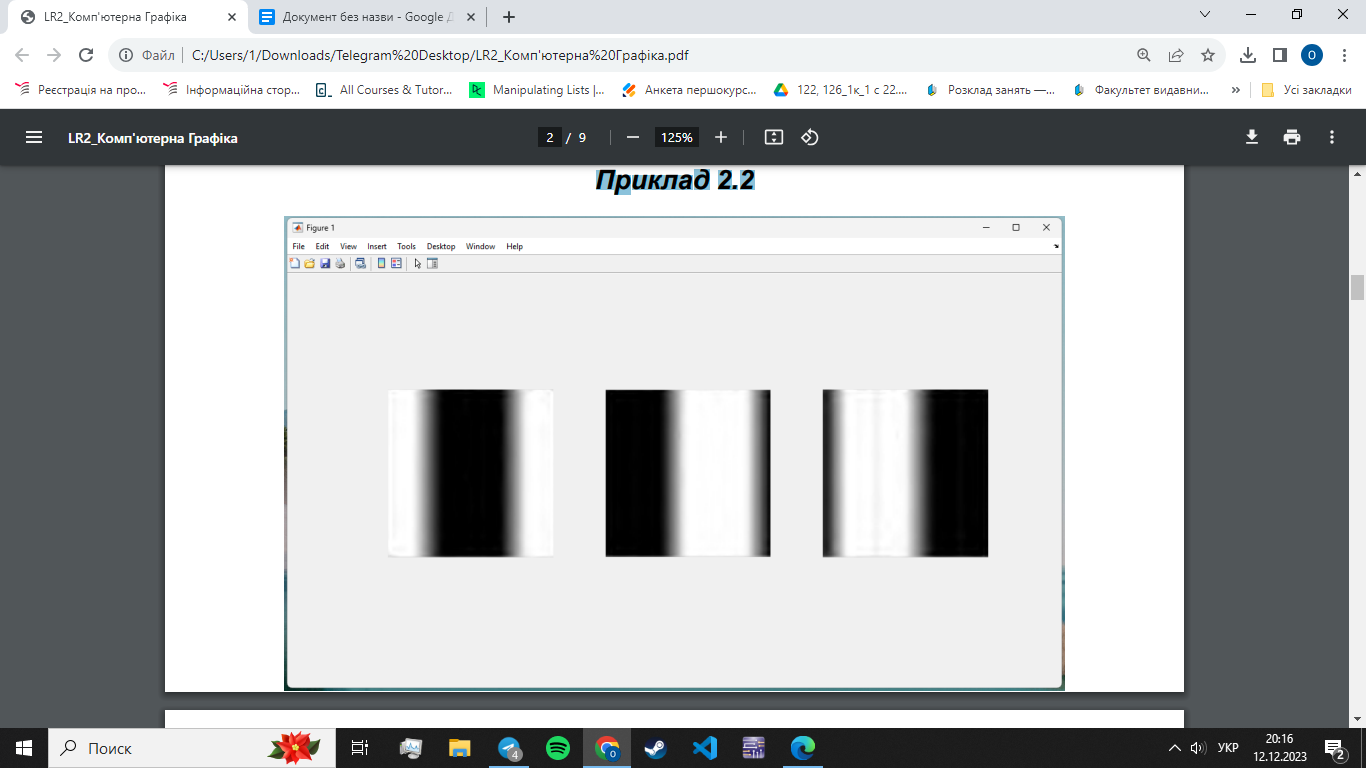 LR2_Комп'ютерна Графіка
Документ без назви - Google Д
Файл
C:/Users/1/Downloads/Telegram%20Desktop/LR2_Комп'ютерна%20Графіка.pdf
О
Реєстрація на про...
Інформаційна стор...
All Courses & Tutor...
Manipulating Lists |...
Анкета першокурс...
122, 126_1к_1 с 22....
Розклад занять —...
Факультет видавни...
»
Усі закладки
LR2_Комп'ютерна Графіка
2 / 9
125%
Приклад 2.2
Figure 1
File Edit View Insert Tools Desktop Window Help
Поиск
4
УКР
20:16
12.12.2023
2